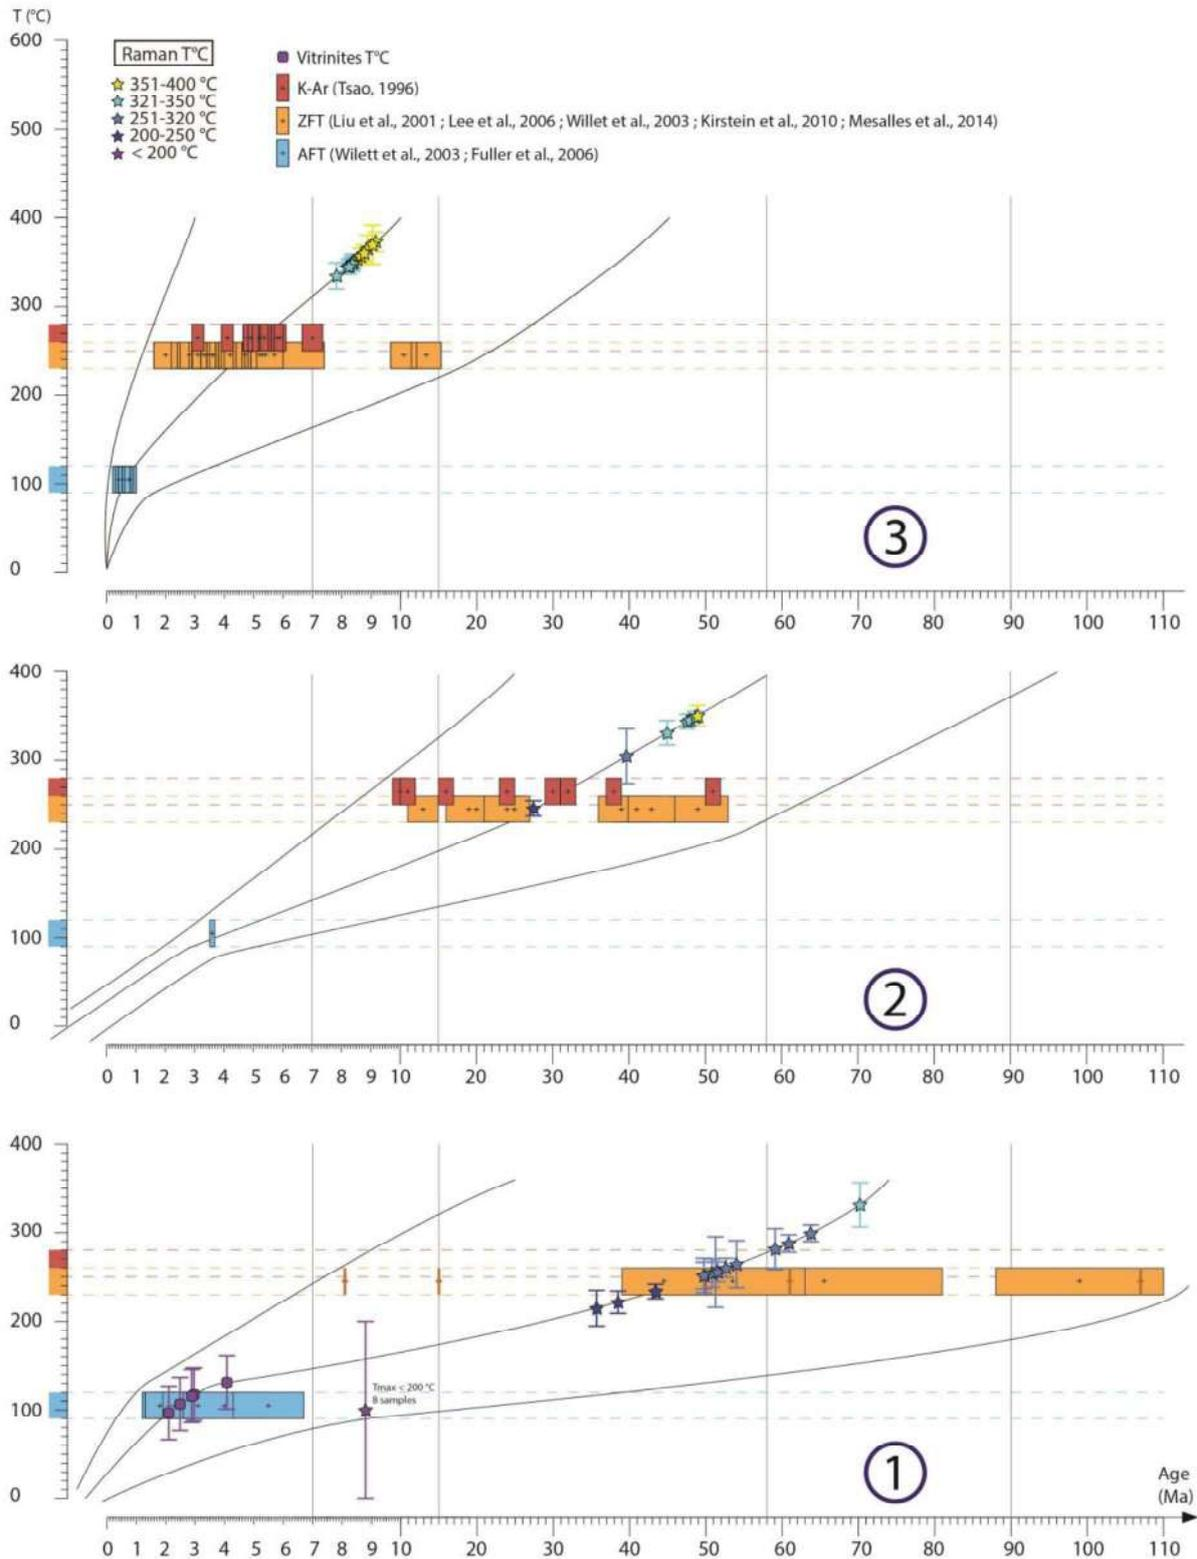 T (°C)
600
Raman T°C
Vitrinites T°C
351-400 °C
K-Ar (Tsao, 1996)
321-350 °C
251-320 °C
ZFT (Liu et al., 2001 ; Lee et al., 2006 ; Willet et al., 2003 ; Kirstein et al., 2010 ; Mesalles et al., 2014)
500
200-250 °C
< 200 °C
AFT (Wilett et al., 2003 ; Fuller et al., 2006)
400
300
200
100
3
0
0 1 2 3 4 5 6 7 8 9 10 20 30 40 50 60 70 80 90 100 110
400
300
200
100
2
0
0 1 2 3 4 5 6 7 8 9 10 20 30 40 50 60 70 80 90 100 110
400
300
200
Tmax < 200 °C
8 samples
100
1
Age
(Ma)
0
0 1 2 3 4 5 6 7 8 9 10 20 30 40 50 60 70 80 90 100 110